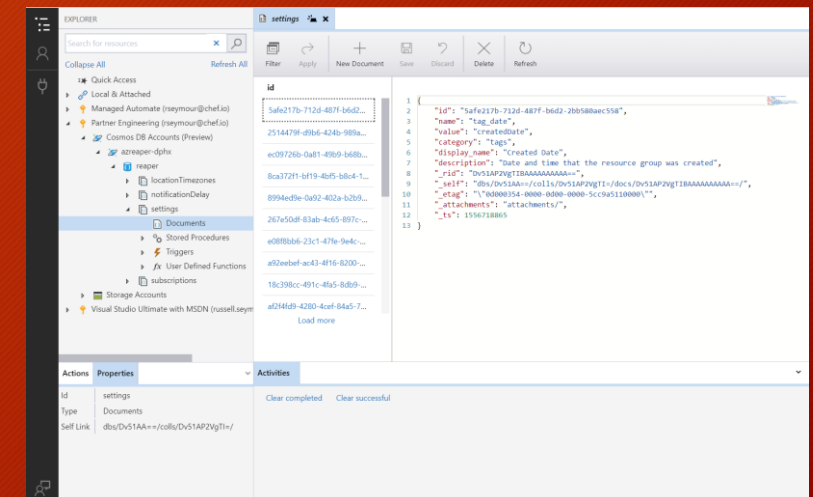 EXPLORER
Search for resources
Collapse All Refresh All
Quick Access
Local & Attached
Managed Automate (rseymour@chef.io)
Partner Engineering (rseymour@chef.io)
Cosmos DB Accounts (Preview)
azreaper-dphx
reaper
locationTimezones
notificationDelay
settings
Documents
Stored Procedures
Triggers
User Defined Functions
subscriptions
Storage Accounts
Visual Studio Ultimate with MSDN (russell.seym
Actions Properties
Id settings
Type Documents
Self Link dbs/Dv51AA==/colls/Dv51AP2VgTI=/
settings
Filter Apply New Document Save Discard Delete Refresh
id
5afe217b-712d-487f-b6d2...
2514479f-d9b6-424b-989a...
ec09726b-0a81-49b9-b68b...
8ca372f1-bf19-4bf5-b8c4-1...
8994ed9e-0a92-402a-b2b9...
267e50df-83ab-4c65-897c-...
e08f8bb6-23c1-47fe-9e4c-...
a92eebef-ac43-4f16-8200-...
18c398cc-491c-4fa5-8db9-...
af2f4fd9-4280-4cef-84a5-7...
Load more
1 {
2 "id": "5afe217b-712d-487f-b6d2-2bb580aec558",
3 "name": "tag_date",
4 "value": "createdDate",
5 "category": "tags",
6 "display_name": "Created Date",
7 "description": "Date and time that the resource group was created",
8 "_rid": "Dv51AP2VgTIBAAAAAAAAAA==",
9 "_self": "dbs/Dv51AA==/colls/Dv51AP2VgTI=/docs/Dv51AP2VgTIBAAAAAAAAAA==/",
10 "_etag": "\"0d000354-0000-0d00-0000-5cc9a5110000\"",
11 "_attachments": "attachments/",
12 "_ts": 1556718865
13 }
Activities
Clear completed Clear successful